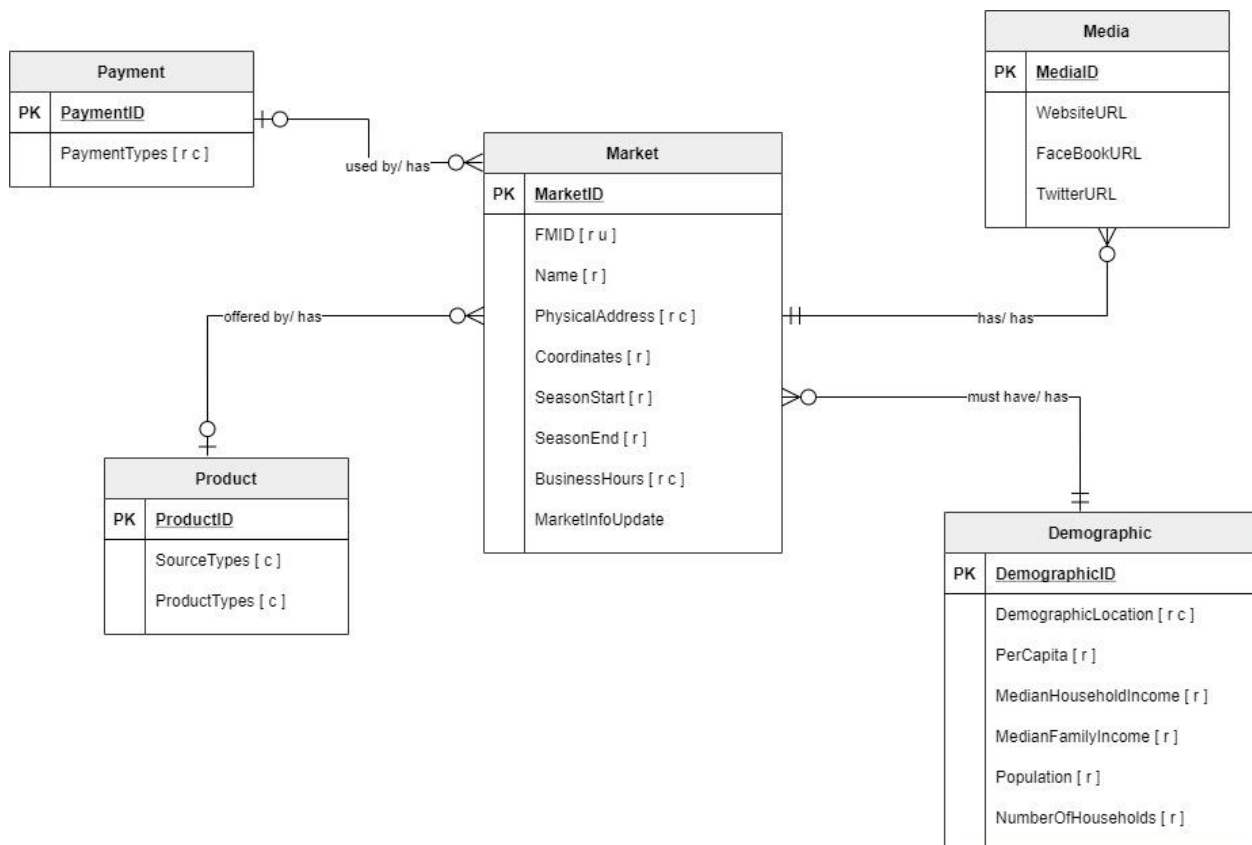 Payment
PK PaymentID
PaymentTypes [ r c ]
used by/ has
Market
PK MarketID
FMID [ r u ]
Name [ r ]
PhysicalAddress [ r c ]
Coordinates [ r ]
SeasonStart [ r ]
SeasonEnd [ r ]
BusinessHours [ r c ]
MarketInfoUpdate
Media
PK MediaID
WebsiteURL
FaceBookURL
TwitterURL
offered by/ has
has/ has
must have/ has
Product
PK ProductID
SourceTypes [ c ]
ProductTypes [ c ]
Demographic
PK DemographicID
DemographicLocation [ r c ]
PerCapita [ r ]
MedianHouseholdIncome [ r ]
MedianFamilyIncome [ r ]
Population [ r ]
NumberOfHouseholds [ r ]